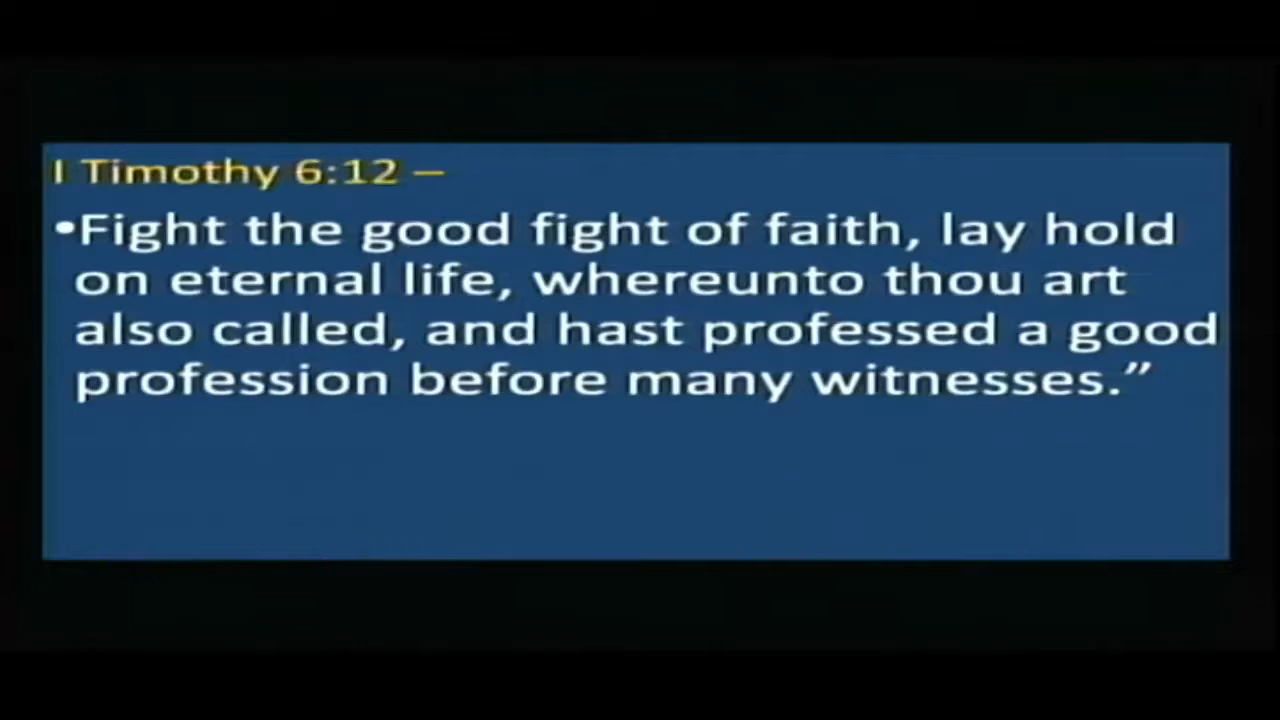 I Timothy 6:12 –
•Fight the good fight of faith, lay hold
on eternal life, whereunto thou art
also called, and hast professed a good
profession before many witnesses.”